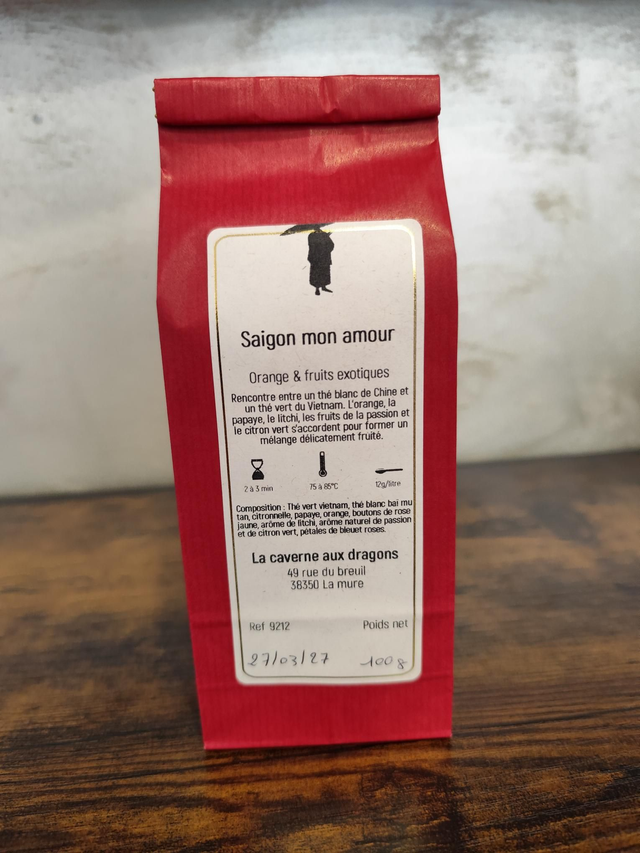 Saigon mon amour
Orange & fruits exotiques
Rencontre entre un thé blanc de Chine et
un thé vert du Vietnam. L'orange, la
papaye, le litchi, les fruits de la passion et
le citron vert s'accordent pour former un
mélange délicatement fruité.
2 à 3 min 75 à 85°C 12g/litre
Composition : Thé vert vietnam, thé blanc bai mu
tan, citronnelle, papaye, orange, boutons de rose
jaune, arôme de litchi, arôme naturel de passion
et de citron vert, pétales de bleuet roses.
La caverne aux dragons
49 rue du breuil
38350 La mure
Ref 9212 Poids net
27/03/27 100g